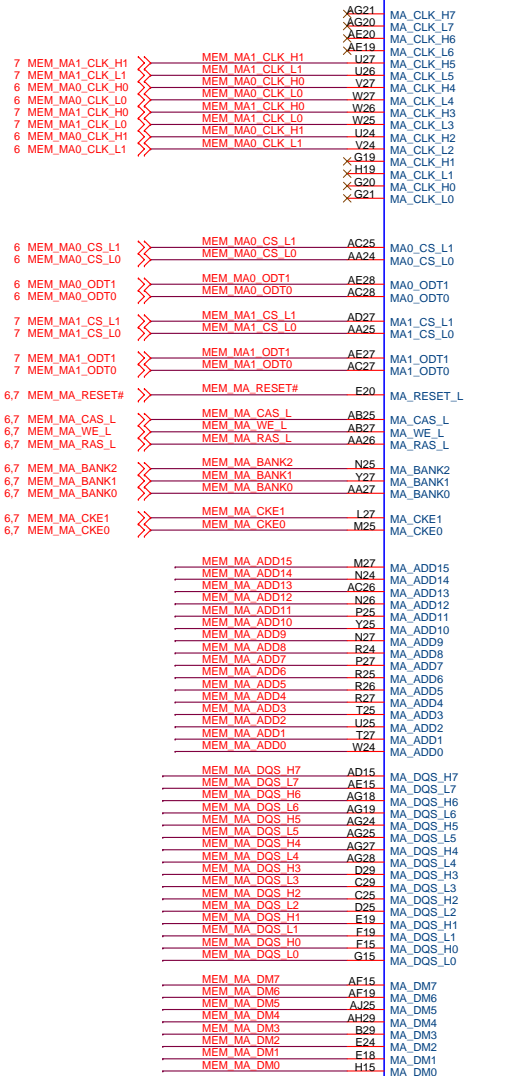 AG21 MA_CLK_H7
AG20 MA_CLK_L7
AE20 MA_CLK_H6
AE19 MA_CLK_L6
7 MEM_MA1_CLK_H1 MEM_MA1_CLK_H1 U27 MA_CLK_H5
7 MEM_MA1_CLK_L1 MEM_MA1_CLK_L1 U26 MA_CLK_L5
6 MEM_MA0_CLK_H0 MEM_MA0_CLK_H0 V27 MA_CLK_H4
6 MEM_MA0_CLK_L0 MEM_MA0_CLK_L0 W27 MA_CLK_L4
7 MEM_MA1_CLK_H0 MEM_MA1_CLK_H0 W26 MA_CLK_H3
7 MEM_MA1_CLK_L0 MEM_MA1_CLK_L0 W25 MA_CLK_L3
6 MEM_MA0_CLK_H1 MEM_MA0_CLK_H1 U24 MA_CLK_H2
6 MEM_MA0_CLK_L1 MEM_MA0_CLK_L1 V24 MA_CLK_L2
G19 MA_CLK_H1
H19 MA_CLK_L1
G20 MA_CLK_H0
G21 MA_CLK_L0
6 MEM_MA0_CS_L1 MEM_MA0_CS_L1 AC25 MA0_CS_L1
6 MEM_MA0_CS_L0 MEM_MA0_CS_L0 AA24 MA0_CS_L0
6 MEM_MA0_ODT1 MEM_MA0_ODT1 AE28 MA0_ODT1
6 MEM_MA0_ODT0 MEM_MA0_ODT0 AC28 MA0_ODT0
7 MEM_MA1_CS_L1 MEM_MA1_CS_L1 AD27 MA1_CS_L1
7 MEM_MA1_CS_L0 MEM_MA1_CS_L0 AA25 MA1_CS_L0
7 MEM_MA1_ODT1 MEM_MA1_ODT1 AE27 MA1_ODT1
7 MEM_MA1_ODT0 MEM_MA1_ODT0 AC27 MA1_ODT0
6,7 MEM_MA_RESET# MEM_MA_RESET# E20 MA_RESET_L
6,7 MEM_MA_CAS_L MEM_MA_CAS_L AB25 MA_CAS_L
6,7 MEM_MA_WE_L MEM_MA_WE_L AB27 MA_WE_L
6,7 MEM_MA_RAS_L MEM_MA_RAS_L AA26 MA_RAS_L
6,7 MEM_MA_BANK2 MEM_MA_BANK2 N25 MA_BANK2
6,7 MEM_MA_BANK1 MEM_MA_BANK1 Y27 MA_BANK1
6,7 MEM_MA_BANK0 MEM_MA_BANK0 AA27 MA_BANK0
6,7 MEM_MA_CKE1 MEM_MA_CKE1 L27 MA_CKE1
6,7 MEM_MA_CKE0 MEM_MA_CKE0 M25 MA_CKE0
MEM_MA_ADD15 M27 MA_ADD15
MEM_MA_ADD14 N24 MA_ADD14
MEM_MA_ADD13 AC26 MA_ADD13
MEM_MA_ADD12 N26 MA_ADD12
MEM_MA_ADD11 P25 MA_ADD11
MEM_MA_ADD10 Y25 MA_ADD10
MEM_MA_ADD9 N27 MA_ADD9
MEM_MA_ADD8 R24 MA_ADD8
MEM_MA_ADD7 P27 MA_ADD7
MEM_MA_ADD6 R25 MA_ADD6
MEM_MA_ADD5 R26 MA_ADD5
MEM_MA_ADD4 R27 MA_ADD4
MEM_MA_ADD3 T25 MA_ADD3
MEM_MA_ADD2 U25 MA_ADD2
MEM_MA_ADD1 T27 MA_ADD1
MEM_MA_ADD0 W24 MA_ADD0
MEM_MA_DQS_H7 AD15 MA_DQS_H7
MEM_MA_DQS_L7 AE15 MA_DQS_L7
MEM_MA_DQS_H6 AG18 MA_DQS_H6
MEM_MA_DQS_L6 AG19 MA_DQS_L6
MEM_MA_DQS_H5 AG24 MA_DQS_H5
MEM_MA_DQS_L5 AG25 MA_DQS_L5
MEM_MA_DQS_H4 AG27 MA_DQS_H4
MEM_MA_DQS_L4 AG28 MA_DQS_L4
MEM_MA_DQS_H3 D29 MA_DQS_H3
MEM_MA_DQS_L3 C29 MA_DQS_L3
MEM_MA_DQS_H2 C25 MA_DQS_H2
MEM_MA_DQS_L2 D25 MA_DQS_L2
MEM_MA_DQS_H1 E19 MA_DQS_H1
MEM_MA_DQS_L1 F19 MA_DQS_L1
MEM_MA_DQS_H0 F15 MA_DQS_H0
MEM_MA_DQS_L0 G15 MA_DQS_L0
MEM_MA_DM7 AF15 MA_DM7
MEM_MA_DM6 AF19 MA_DM6
MEM_MA_DM5 AJ25 MA_DM5
MEM_MA_DM4 AH29 MA_DM4
MEM_MA_DM3 B29 MA_DM3
MEM_MA_DM2 E24 MA_DM2
MEM_MA_DM1 E18 MA_DM1
MEM_MA_DM0 H15 MA_DM0